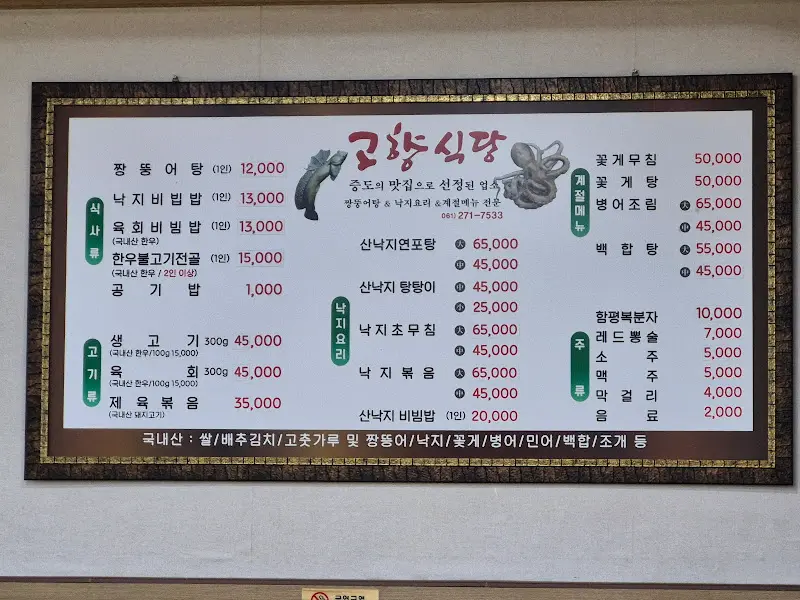 고향식당
증도의 맛집으로 선정된 업소
짱뚱어탕 & 낙지요리 & 계절메뉴 전문
(061) 271-7533
식사류
짱뚱어탕 (1인) 12,000
낙지비빔밥 (1인) 13,000
육회비빔밥 (1인) 13,000
(국내산 한우)
한우불고기전골 (1인) 15,000
(국내산 한우 / 2인 이상)
공기밥 1,000
고기류
생고기 300g 45,000
(국내산 한우/100g 15,000)
육회 300g 45,000
(국내산 한우/100g 15,000)
제육볶음 35,000
(국내산 돼지고기)
낙지요리
산낙지연포탕 大 65,000
中 45,000
산낙지 탕탕이 中 45,000
小 25,000
낙지초무침 大 65,000
中 45,000
낙지볶음 大 65,000
中 45,000
산낙지 비빔밥 (1인) 20,000
계절메뉴
꽃게무침 50,000
꽃게탕 50,000
병어조림 大 65,000
中 45,000
백합탕 大 55,000
中 45,000
주류
함평복분자 10,000
레드뽕술 7,000
소주 5,000
맥주 5,000
막걸리 4,000
음료 2,000
국내산 : 쌀/배추김치/고춧가루 및 짱뚱어/낙지/꽃게/병어/민어/백합/조개 등
금연구역